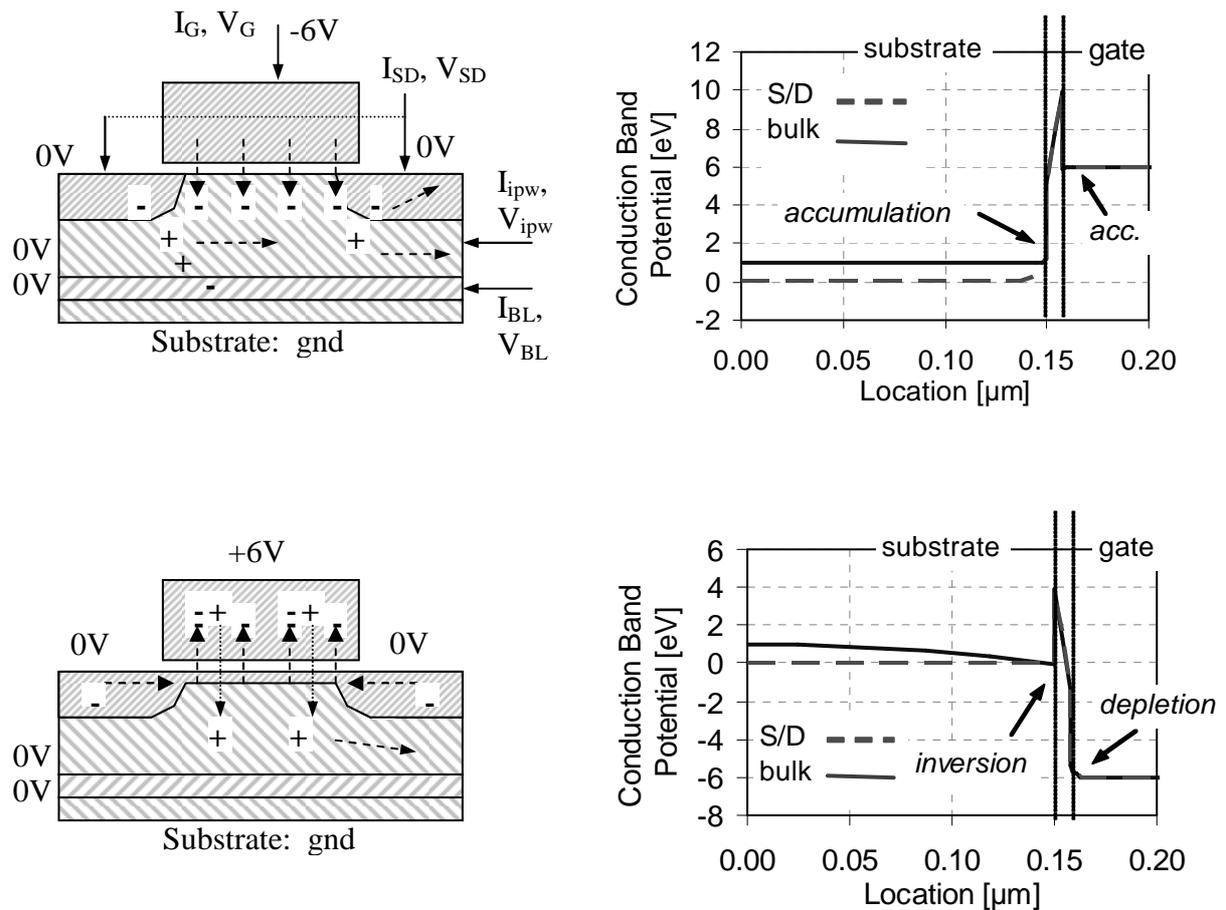 I_G, V_G
-6V
I_SD, V_SD
0V
0V
- - - - - -
+ +
+
I_ipw,
V_ipw
0V
0V
-
I_BL,
V_BL
Substrate: gnd
substrate
gate
12
10
8
6
4
2
0
-2
S/D
bulk
accumulation
acc.
Conduction Band
Potential [eV]
0.00 0.05 0.10 0.15 0.20
Location [µm]
+6V
- + - +
- - - -
0V
0V
- -
+ +
0V
0V
Substrate: gnd
substrate
gate
6
4
2
0
-2
-4
-6
-8
S/D
bulk
inversion
depletion
Conduction Band
Potential [eV]
0.00 0.05 0.10 0.15 0.20
Location [µm]